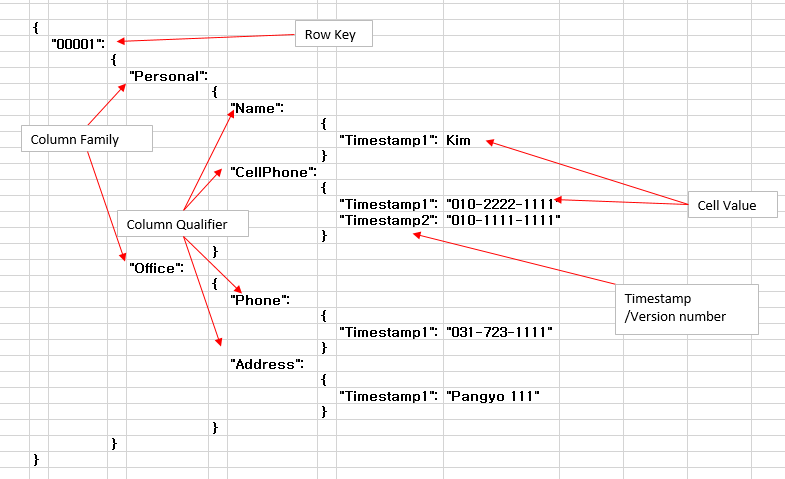 {
"00001":
Row Key
{
"Personal":
{
"Name":
{
Column Family
"Timestamp1": Kim
}
"CellPhone":
{
"Timestamp1": "010-2222-1111"
Cell Value
"Timestamp2": "010-1111-1111"
Column Qualifier
}
}
"Office":
{
"Phone":
Timestamp
/Version number
{
"Timestamp1": "031-723-1111"
}
"Address":
{
"Timestamp1": "Pangyo 111"
}
}
}
}